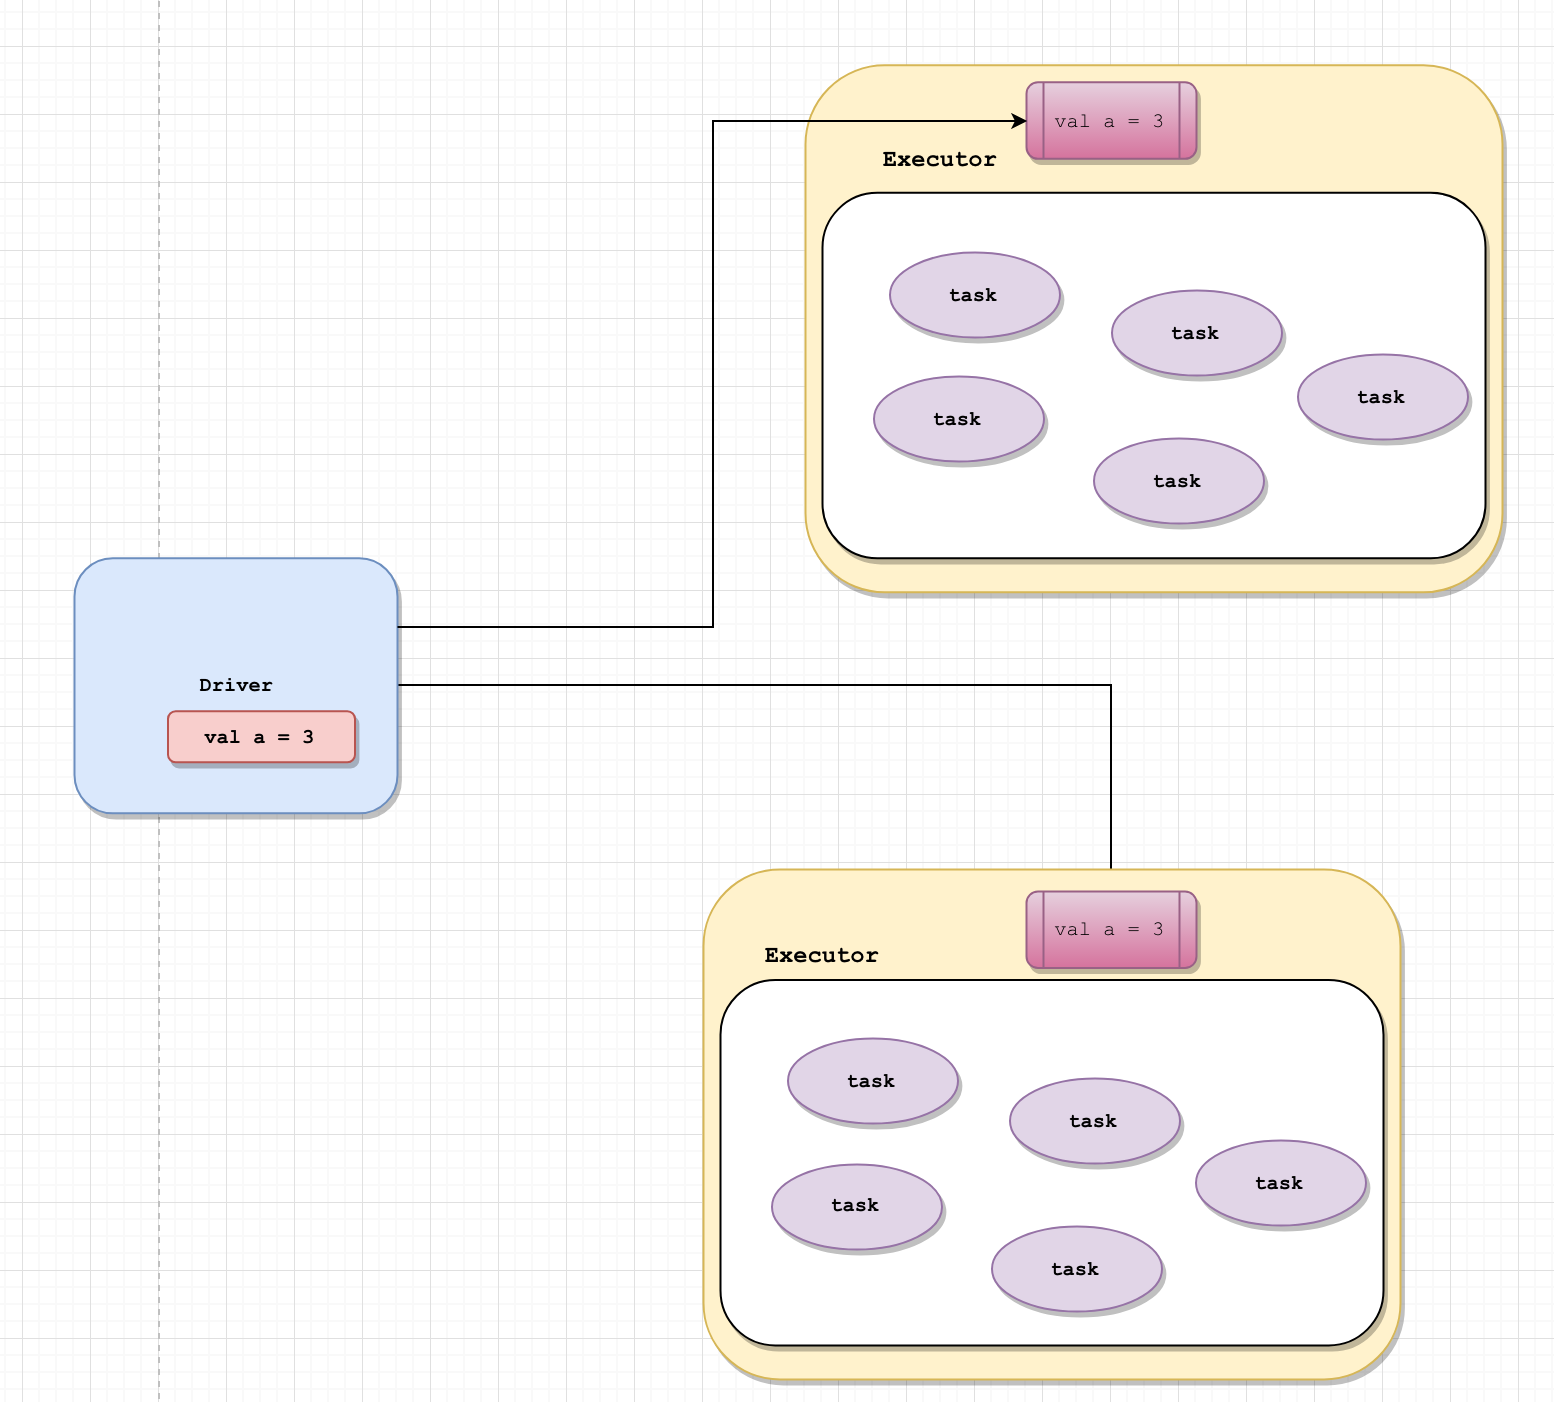 val a = 3
Executor
task
task
task
task
task
Driver
val a = 3
val a = 3
Executor
task
task
task
task
task